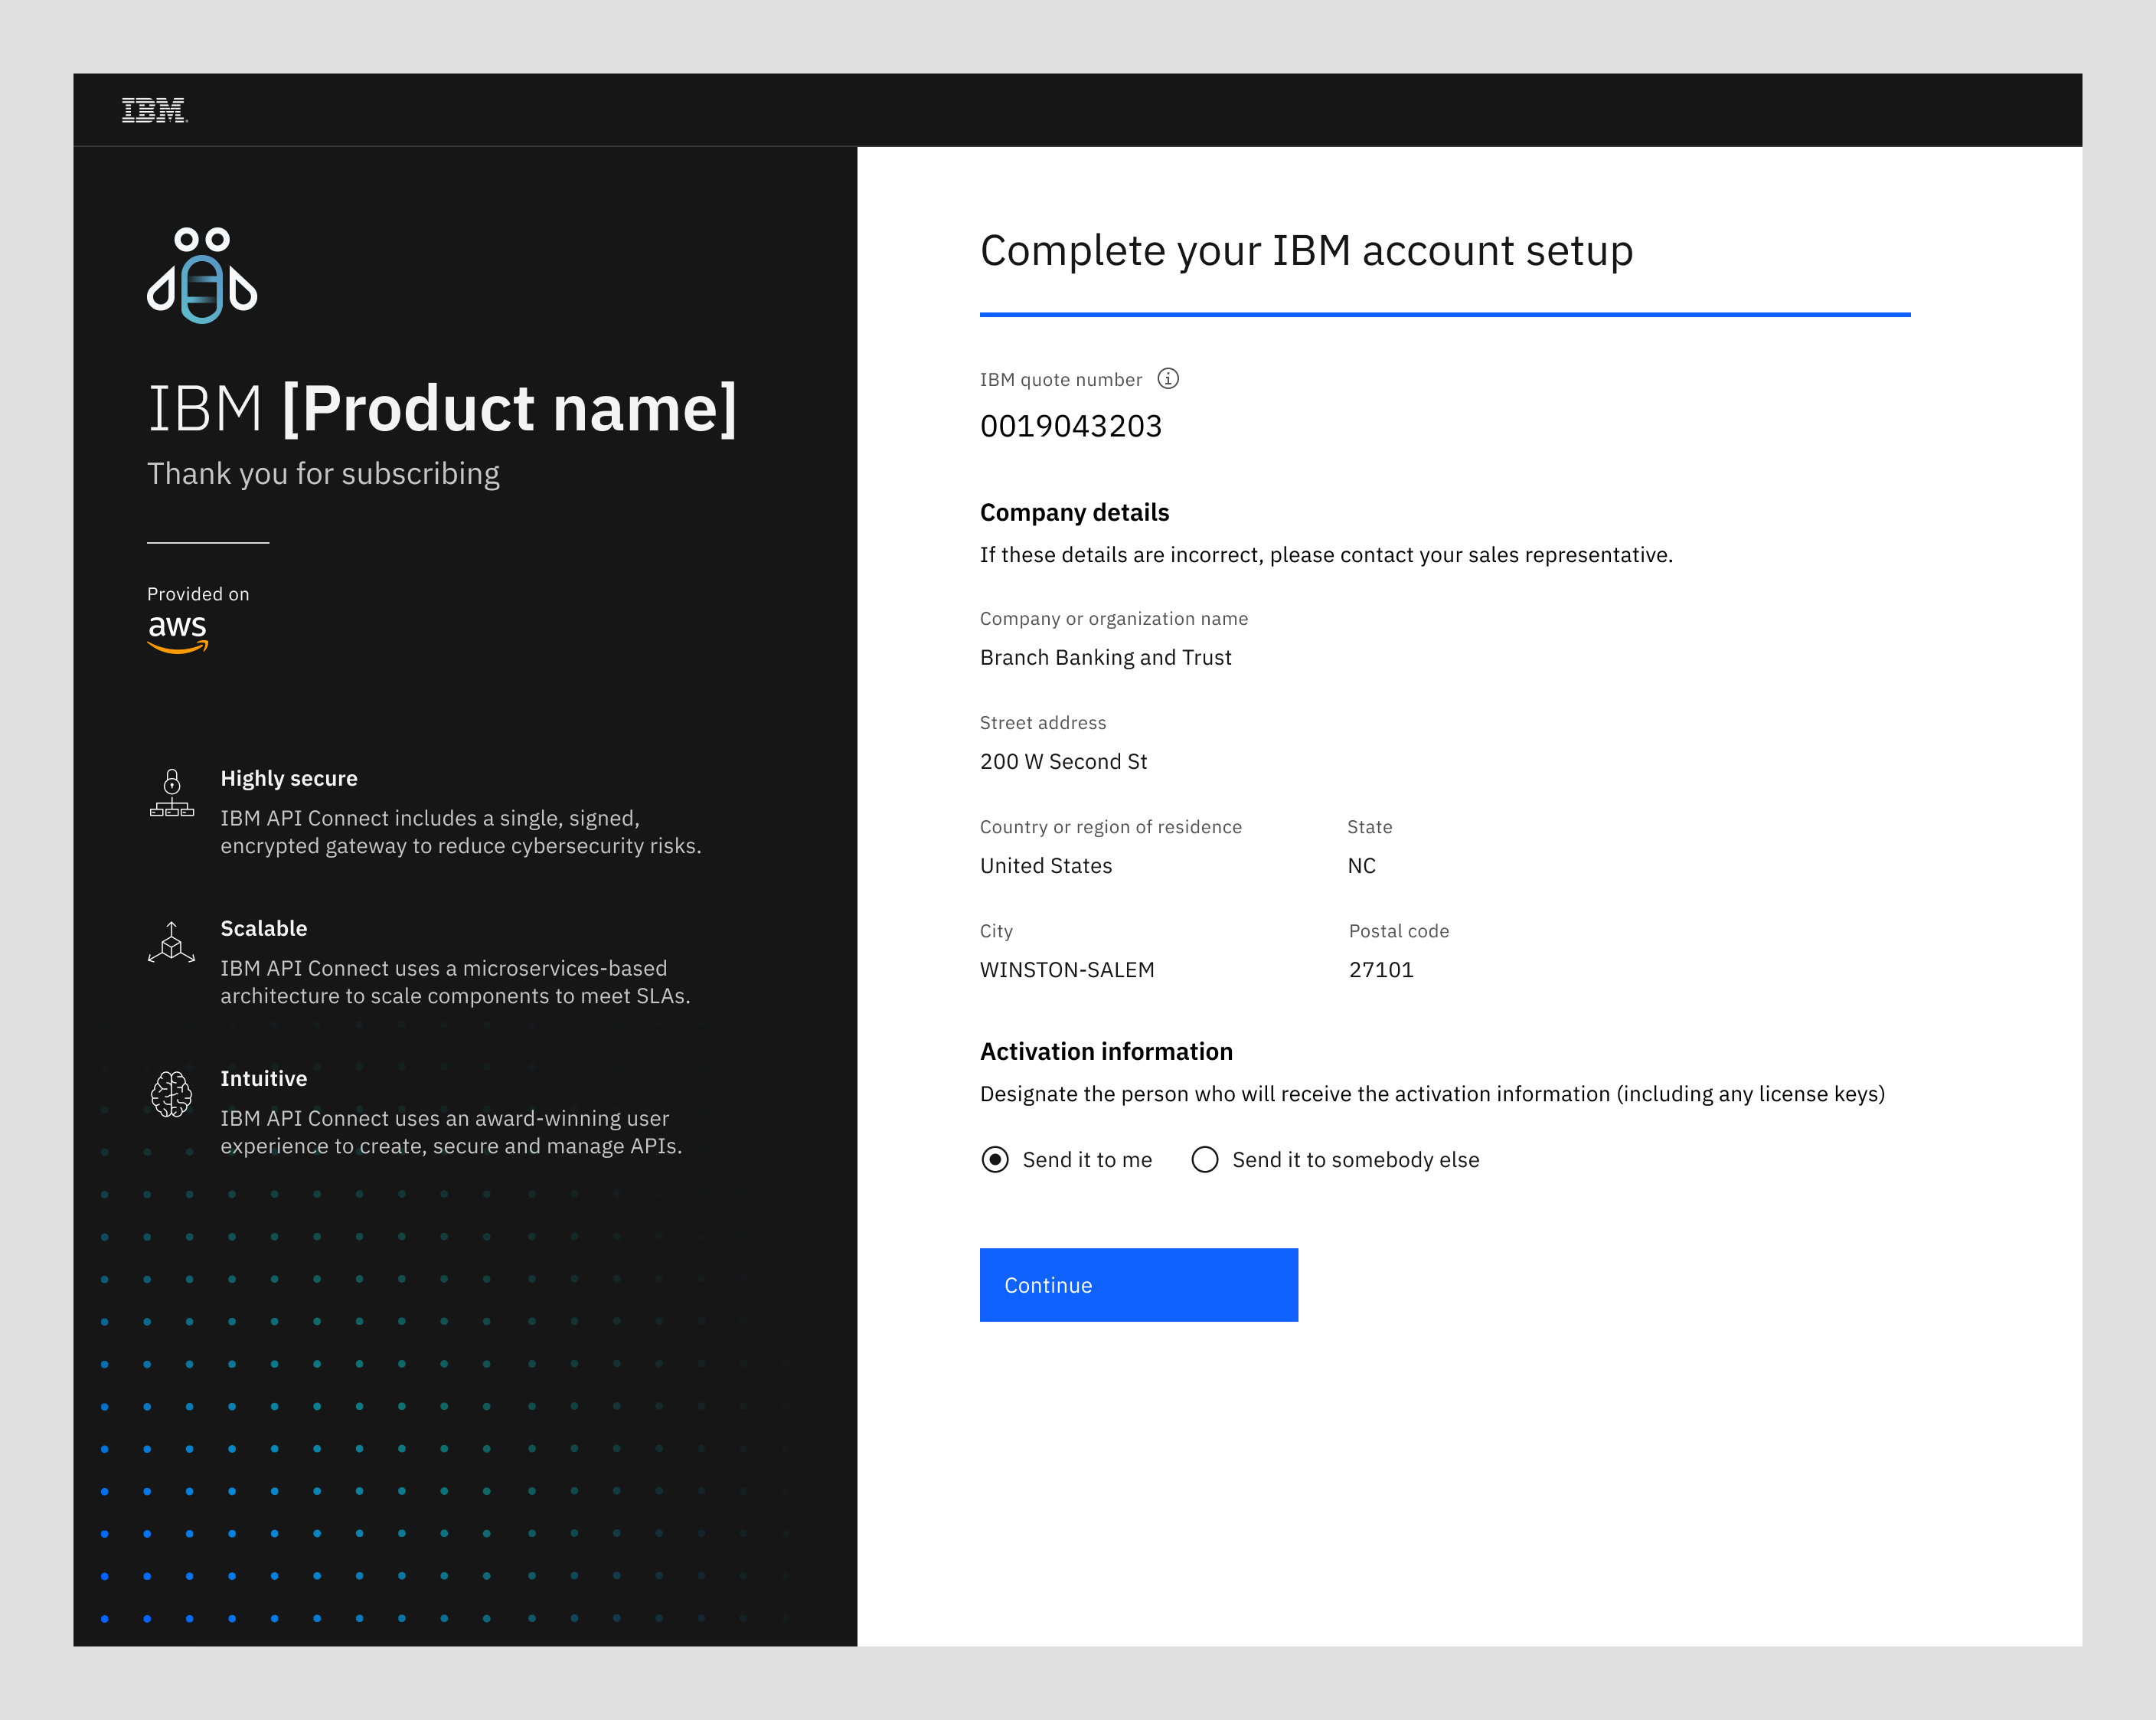 IBM
IBM [Product name]
Thank you for subscribing
Provided on
aws
Highly secure
IBM API Connect includes a single, signed,
encrypted gateway to reduce cybersecurity risks.
Scalable
IBM API Connect uses a microservices-based
architecture to scale components to meet SLAs.
Intuitive
IBM API Connect uses an award-winning user
experience to create, secure and manage APIs.
Complete your IBM account setup
IBM quote number
0019043203
Company details
If these details are incorrect, please contact your sales representative.
Company or organization name
Branch Banking and Trust
Street address
200 W Second St
Country or region of residence State
United States NC
City Postal code
WINSTON-SALEM 27101
Activation information
Designate the person who will receive the activation information (including any license keys)
Send it to me Send it to somebody else
Continue